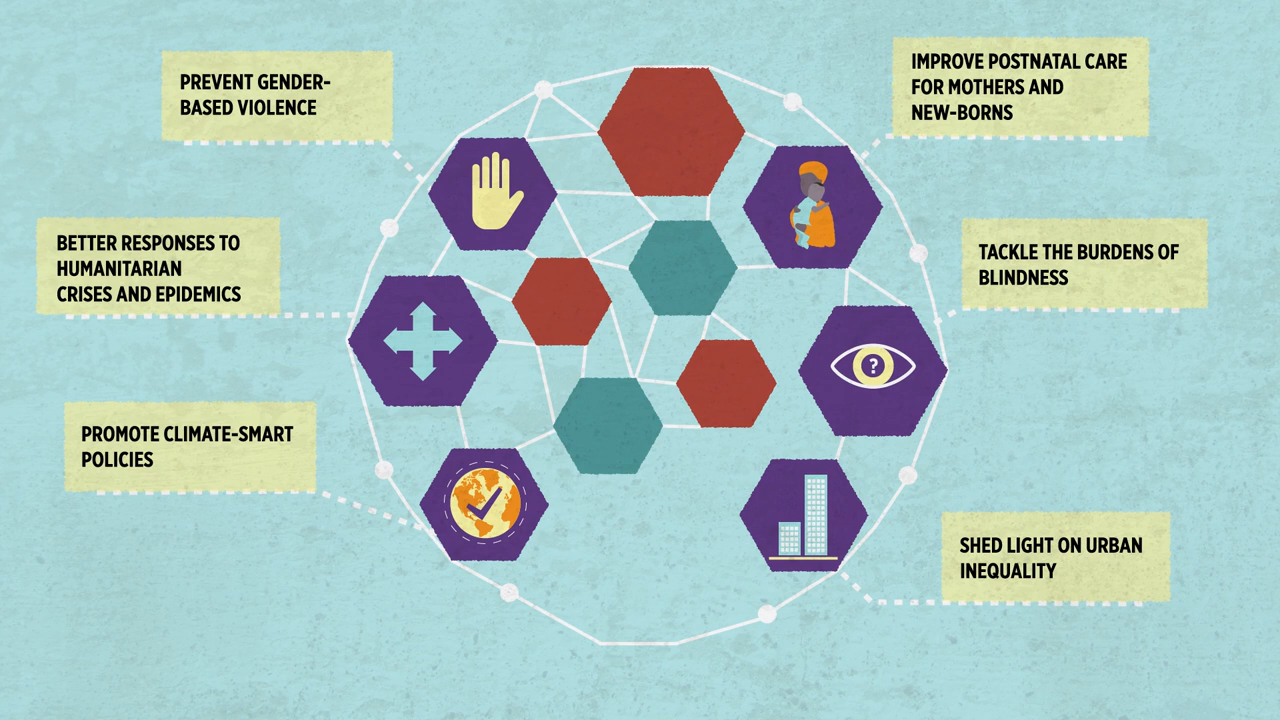 PREVENT GENDER-
BASED VIOLENCE
IMPROVE POSTNATAL CARE
FOR MOTHERS AND
NEW-BORNS
BETTER RESPONSES TO
HUMANITARIAN
CRISES AND EPIDEMICS
TACKLE THE BURDENS OF
BLINDNESS
?
PROMOTE CLIMATE-SMART
POLICIES
SHED LIGHT ON URBAN
INEQUALITY